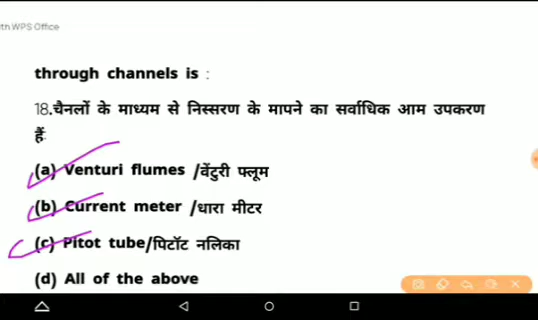 th WPS Office
through channels is :
18.चैनलों के माध्यम से निस्सरण के मापने का सर्वाधिक आम उपकरण
हैं:
(a) Venturi flumes /वेंटुरी फ्लूम
(b) Current meter /धारा मीटर
(c) Pitot tube/पिटॉट नलिका
(d) All of the above